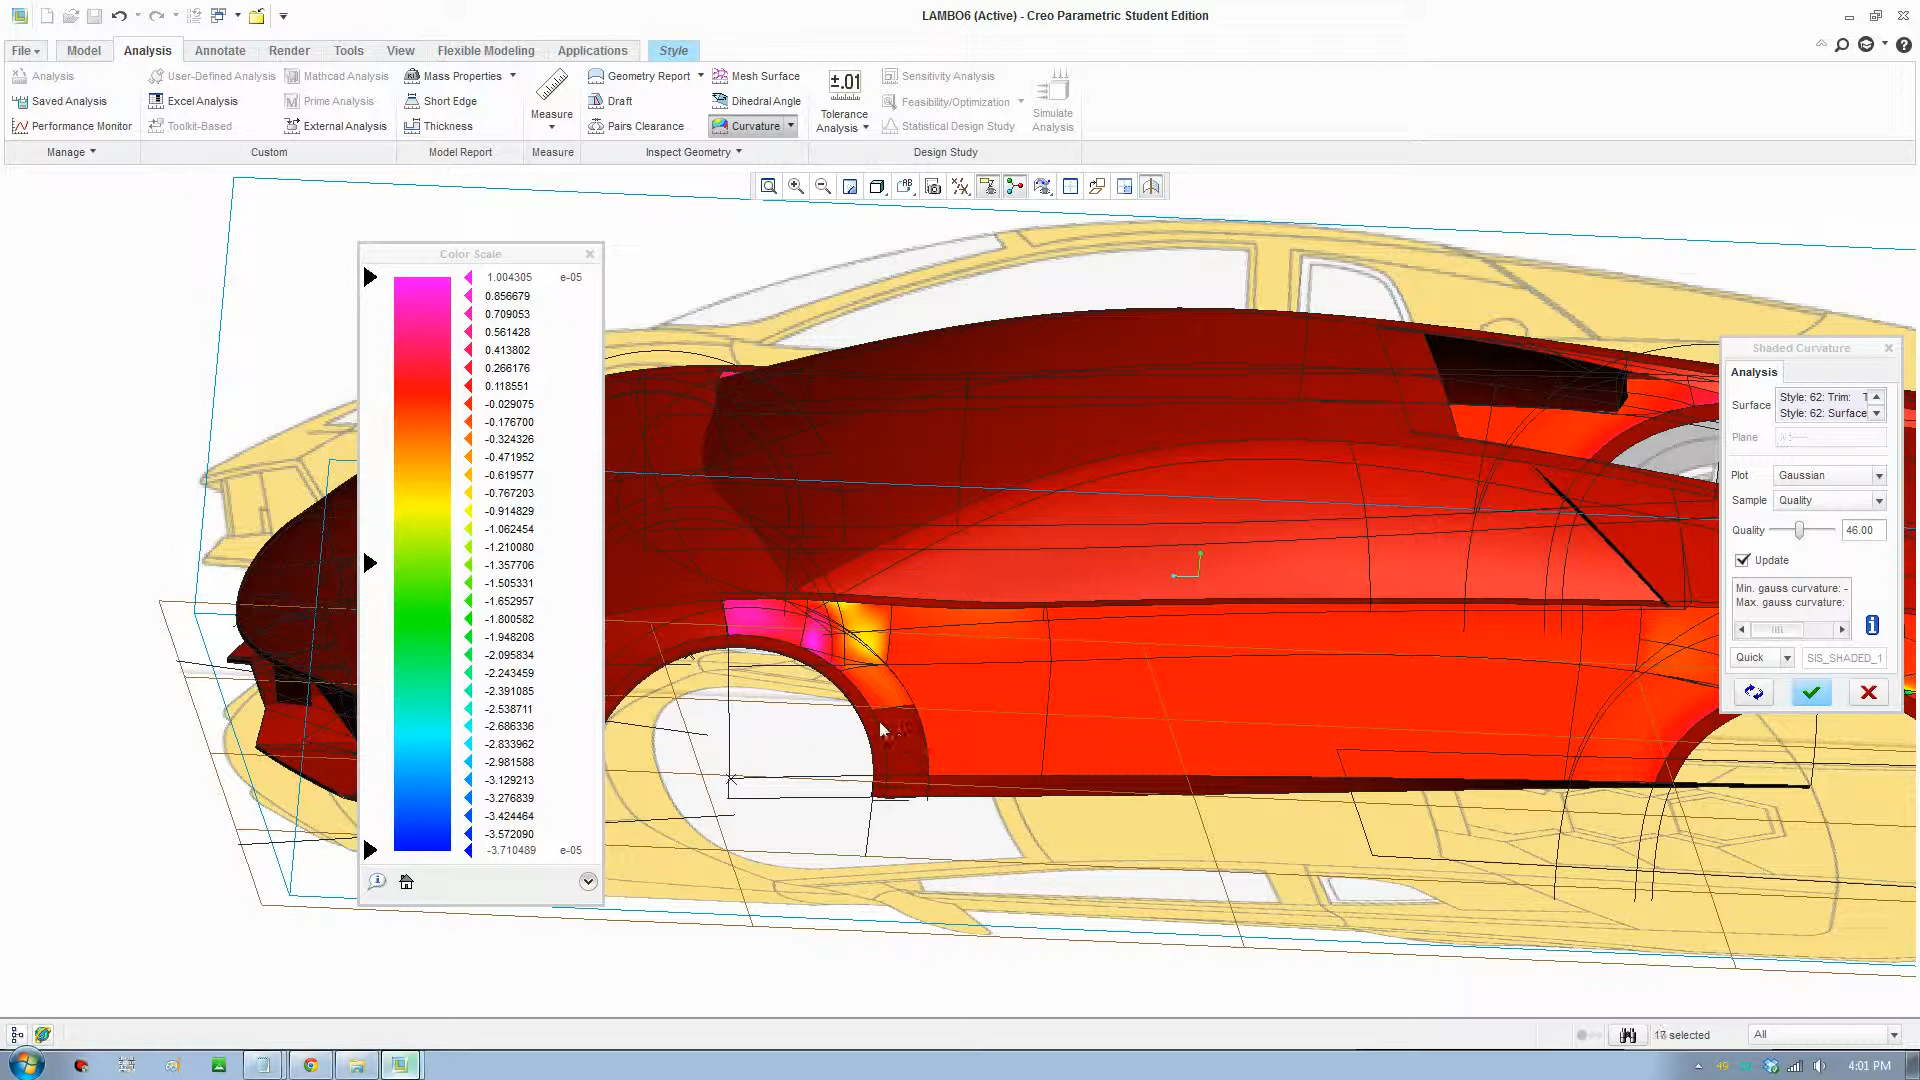 LAMBO6 (Active) - Creo Parametric Student Edition
File Model Analysis Annotate Render Tools View Flexible Modeling Applications Style
Analysis User-Defined Analysis Mathcad Analysis Mass Properties Geometry Report Mesh Surface Sensitivity Analysis
Saved Analysis Excel Analysis Prime Analysis Short Edge Measure Draft Dihedral Angle ±.01 Tolerance Analysis Feasibility/Optimization Simulate Analysis
Performance Monitor Toolkit-Based External Analysis Thickness Pairs Clearance Curvature Statistical Design Study
Manage Custom Model Report Measure Inspect Geometry Design Study
Color Scale
1.004305 e-05
0.856679
0.709053
0.561428
0.413802
0.266176
0.118551
-0.029075
-0.176700
-0.324326
-0.471952
-0.619577
-0.767203
-0.914829
-1.062454
-1.210080
-1.357706
-1.505331
-1.652957
-1.800582
-1.948208
-2.095834
-2.243459
-2.391085
-2.538711
-2.686336
-2.833962
-2.981588
-3.129213
-3.276839
-3.424464
-3.572090
-3.710489 e-05
Shaded Curvature
Analysis
Surface Style: 62: Trim: T
Style: 62: Surface
Plane
Plot Gaussian
Sample Quality
Quality 46.00
Update
Min. gauss curvature: -
Max. gauss curvature:
Quick SIS_SHADED_1
selected All
4:01 PM